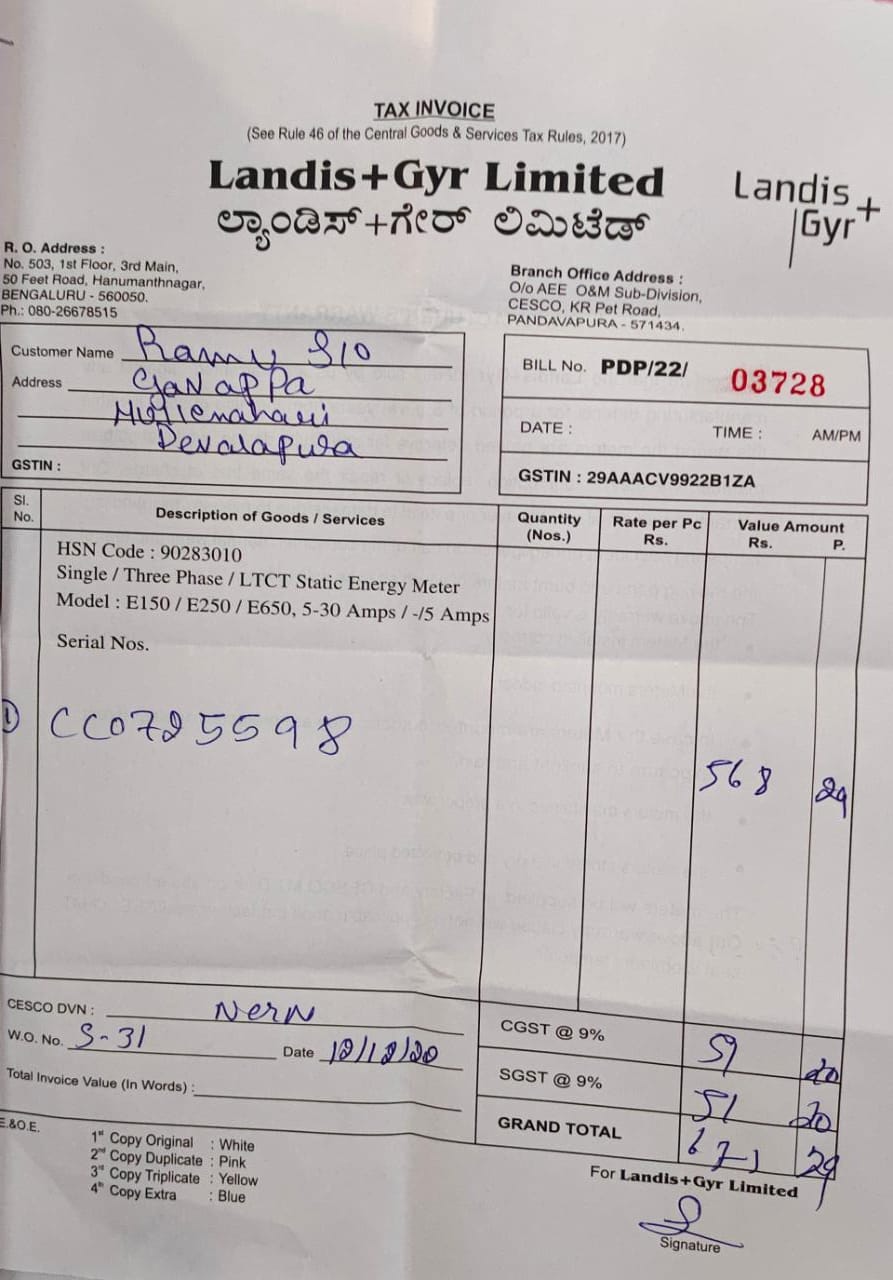 TAX INVOICE
(See Rule 46 of the Central Goods & Services Tax Rules, 2017)
Landis+Gyr Limited
ಲ್ಯಾಂಡಿಸ್+ಗೇರ್ ಲಿಮಿಟೆಡ್
Landis+
Gyr
R. O. Address :
No. 503, 1st Floor, 3rd Main,
50 Feet Road, Hanumanthnagar,
BENGALURU - 560050.
Ph.: 080-26678515
Branch Office Address :
O/o AEE O&M Sub-Division,
CESCO, KR Pet Road,
PANDAVAPURA - 571434.
Customer Name Ramu S/o
Address
Devalapura
GSTIN :
BILL No. PDP/22/ 03728
DATE : TIME : AM/PM
GSTIN : 29AAACV9922B1ZA
Sl. No. Description of Goods / Services Quantity (Nos.) Rate per Pc Rs. Value Amount Rs. P.
HSN Code : 90283010
Single / Three Phase / LTCT Static Energy Meter
Model : E150 / E250 / E650, 5-30 Amps / -/5 Amps
Serial Nos.
1) CC0725598 568 29
CESCO DVN :
W.O. No. S-31 Date 12/12/20
Total Invoice Value (In Words) :
CGST @ 9% 20
SGST @ 9% 51 20
GRAND TOTAL 29
E.&O.E.
1st Copy Original : White
2nd Copy Duplicate : Pink
3rd Copy Triplicate : Yellow
4th Copy Extra : Blue
For Landis+Gyr Limited
Signature